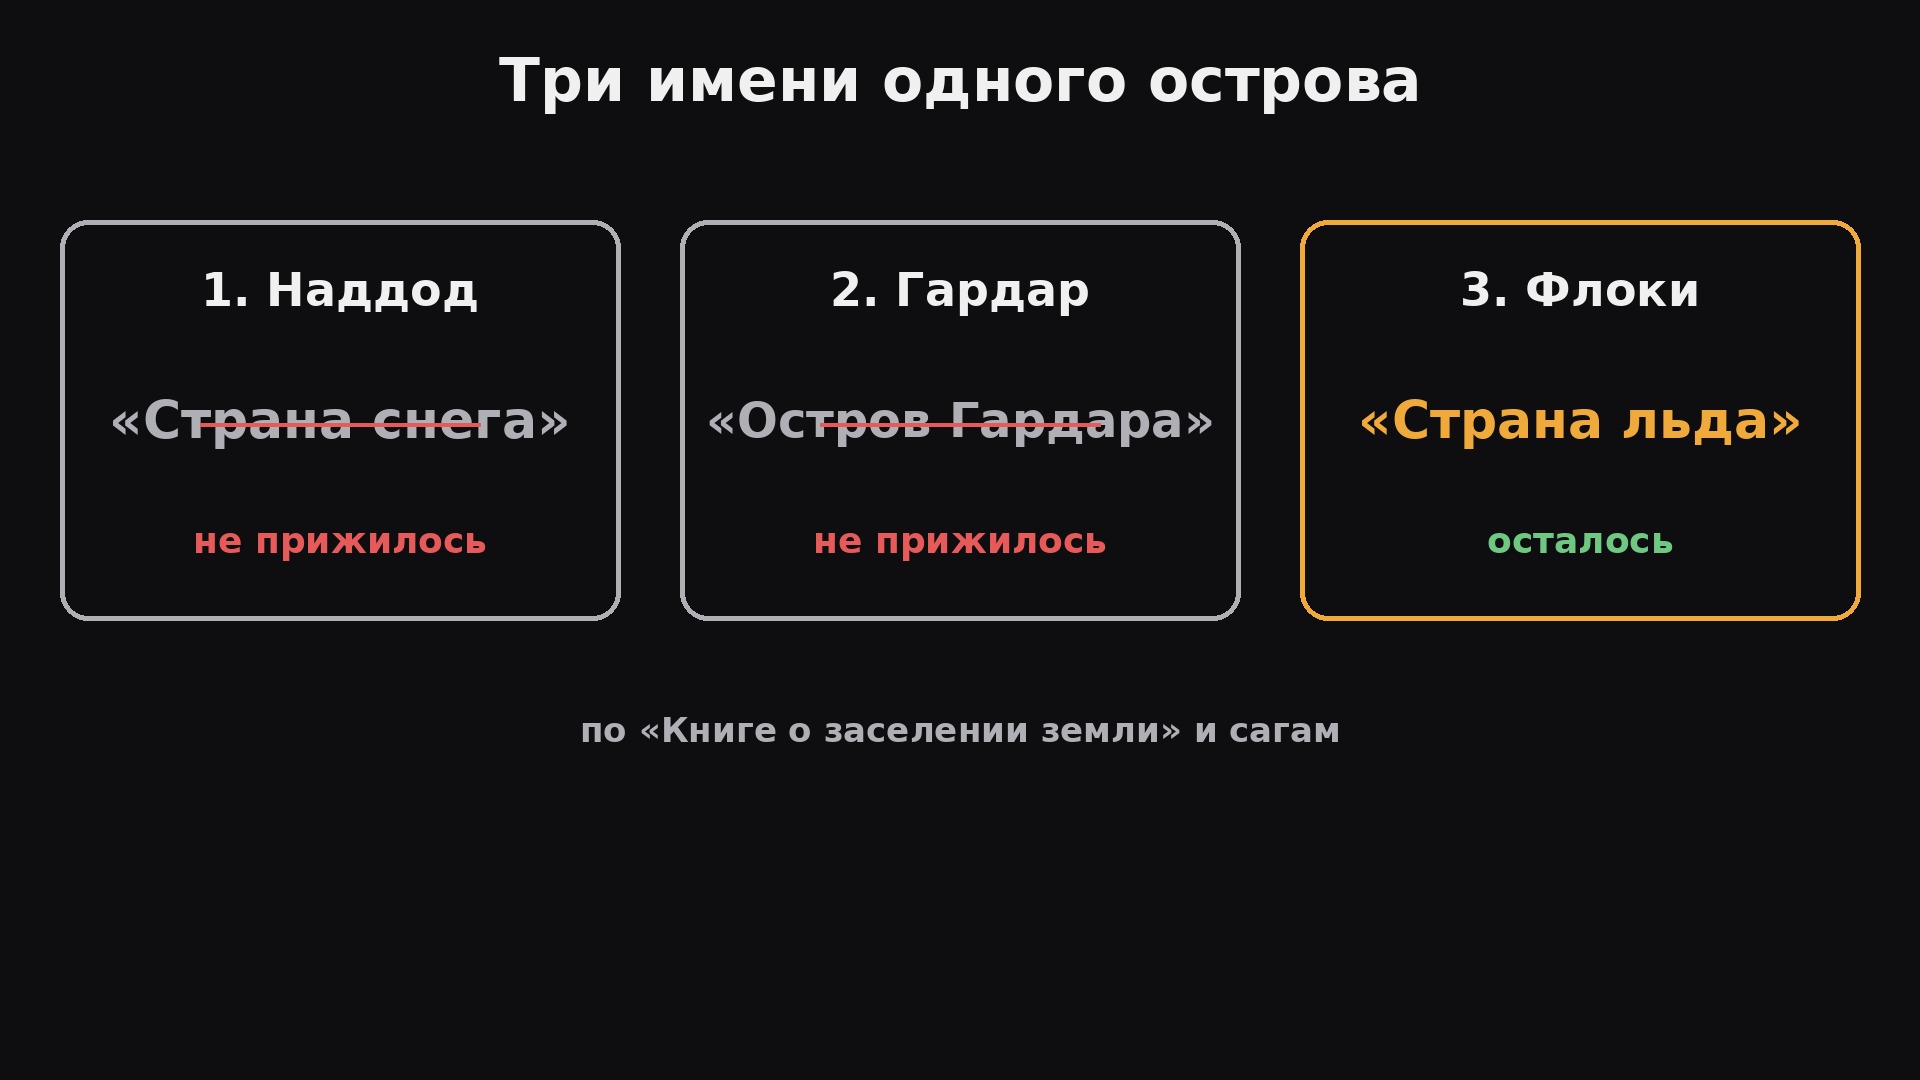 Три имени одного острова
1. Наддод
«Страна снега»
не прижилось
2. Гардар
«Остров Гардара»
не прижилось
3. Флоки
«Страна льда»
осталось
по «Книге о заселении земли» и сагам